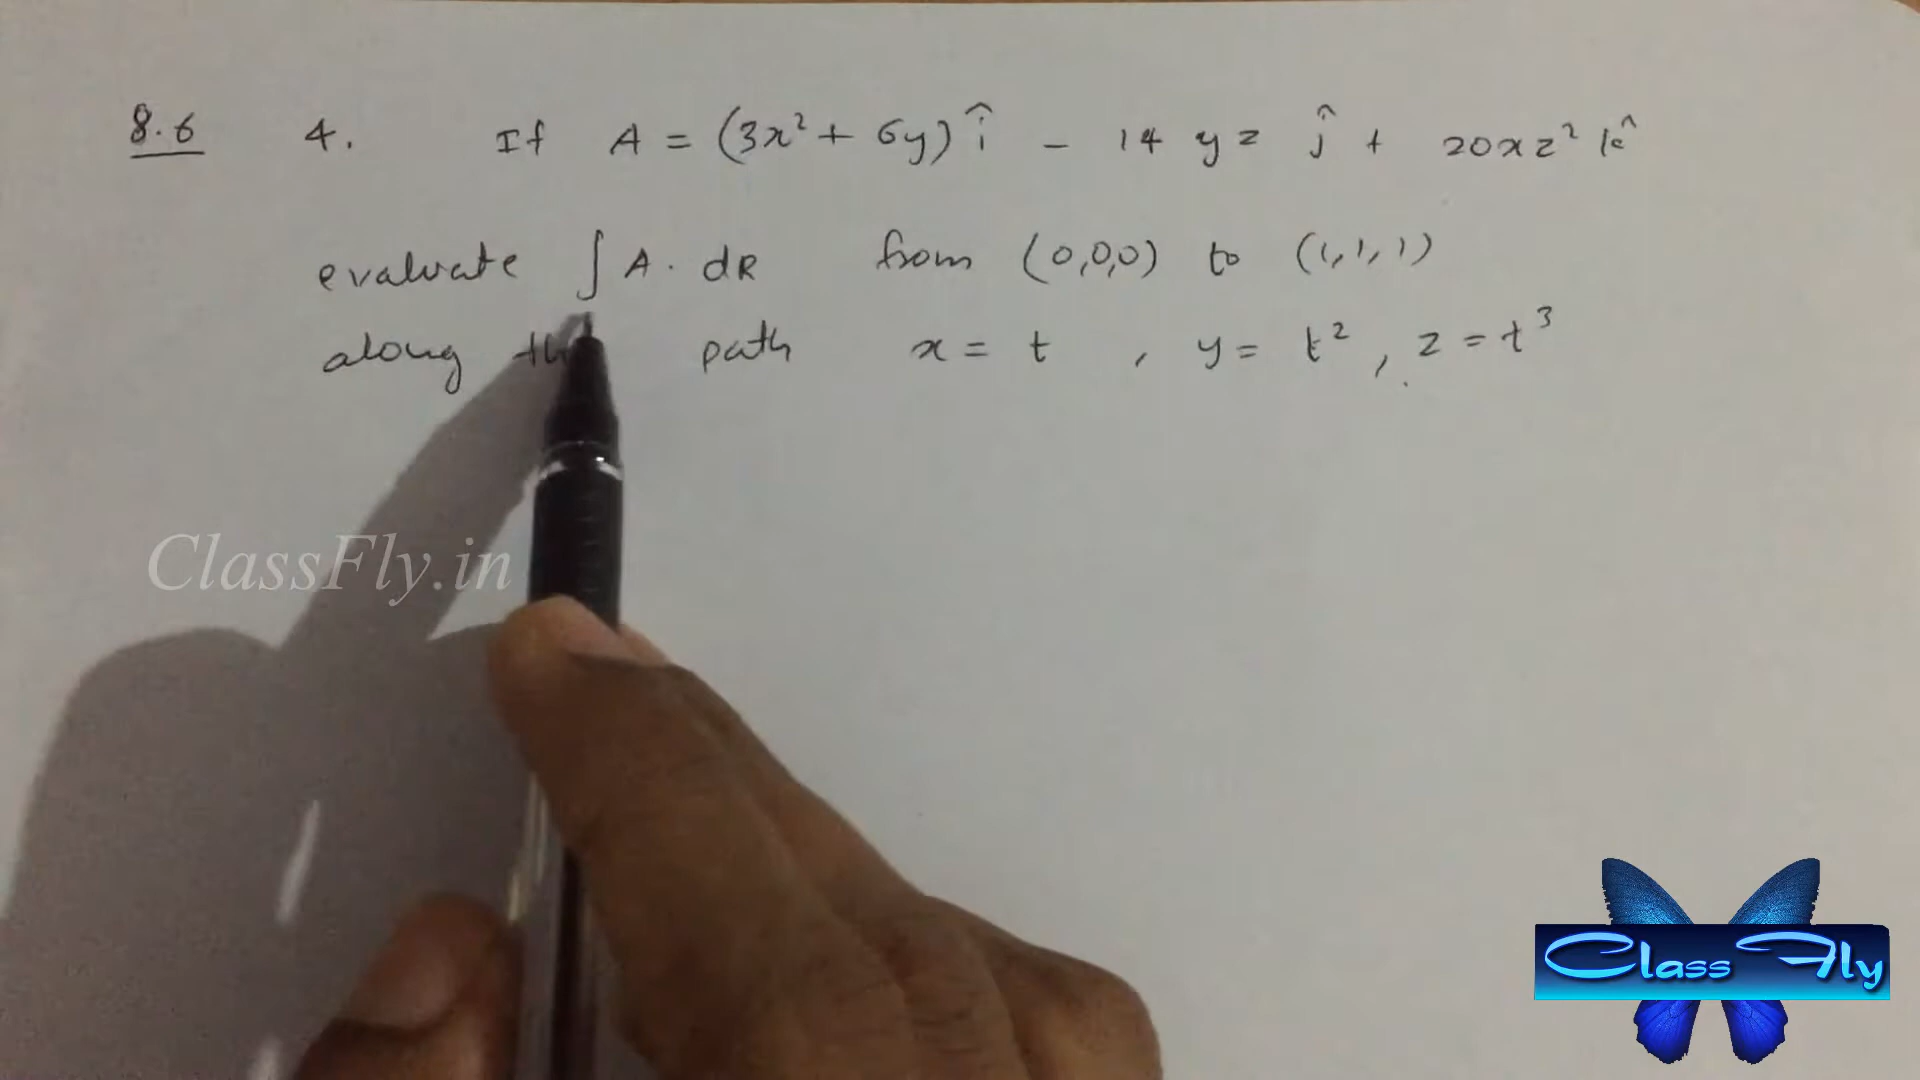 8.6 4. If A = (3x² + 6y) î - 14 yz ĵ + 20xz² k̂
evaluate ∫ A · dR from (0,0,0) to (1,1,1)
along the path x = t , y = t² , z = t³
ClassFly.in
Class Fly